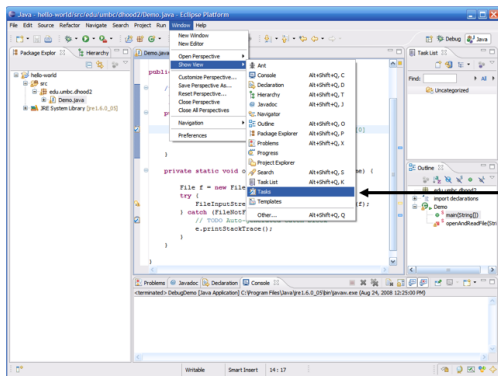 Java - hello-world/src/edu/umbc/dhood2/Demo.java - Eclipse Platform
File Edit Source Refactor Navigate Search Project Run Window Help
New Window
New Editor
Open Perspective
Show View
Customize Perspective...
Save Perspective As...
Reset Perspective...
Close Perspective
Close All Perspectives
Navigation
Preferences
Ant
Console Alt+Shift+Q, C
Declaration Alt+Shift+Q, D
Hierarchy Alt+Shift+Q, T
Javadoc Alt+Shift+Q, J
Navigator
Outline Alt+Shift+Q, O
Package Explorer Alt+Shift+Q, P
Problems Alt+Shift+Q, X
Progress
Project Explorer
Search Alt+Shift+Q, S
Task List Alt+Shift+Q, K
Tasks
Templates
Other... Alt+Shift+Q, Q
Debug Java
Package Explor Hierarchy
hello-world
src
edu.umbc.dhood2
Demo.java
JRE System Library [jre1.6.0_05]
Demo.java
publi
private static void o
me) {
File f = new File
try {
FileInputStre
f);
} catch (FileNotF
// TODO Auto-
e.printStackTrace();
}
}
}
Task List
Find: All
Uncategorized
Outline
edu.umbc.dhood2
import declarations
Demo
main(String[])
openAndReadFile(Stri
Problems Javadoc Declaration Console
<terminated> DebugDemo [Java Application] C:\Program Files\Java\jre1.6.0_05\bin\javaw.exe (Aug 24, 2008 12:25:00 PM)
Writable Smart Insert 14 : 17